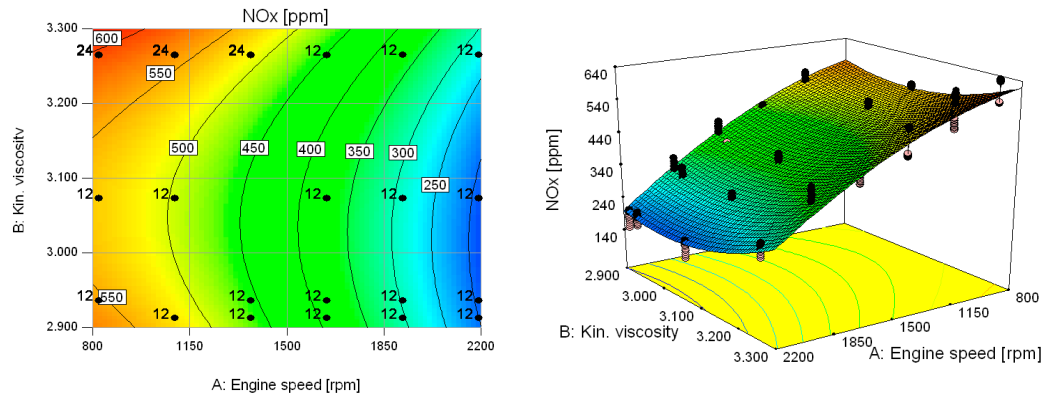 NOx [ppm]
3.300
600
24 24 24 12 12 12
550
3.200
500 450 400 350 300
3.100
250
12 12 12 12 12
B: Kin. viscosity
3.000
12 12 12 12 12
550
12 12 12 12 12
2.900
800 1150 1500 1850 2200
A: Engine speed [rpm]
640
540
440
340
240
140
NOx [ppm]
2.900
3.000
3.100
3.200
3.300
B: Kin. viscosity
2200
1850
1500
1150
800
A: Engine speed [rpm]